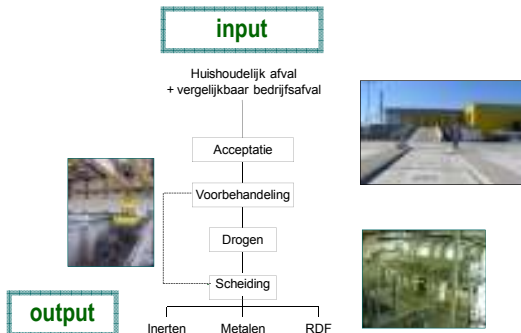 input
Huishoudelijk afval
+ vergelijkbaar bedrijfsafval
Acceptatie
Voorbehandeling
Drogen
Scheiding
output
Inerten Metalen RDF